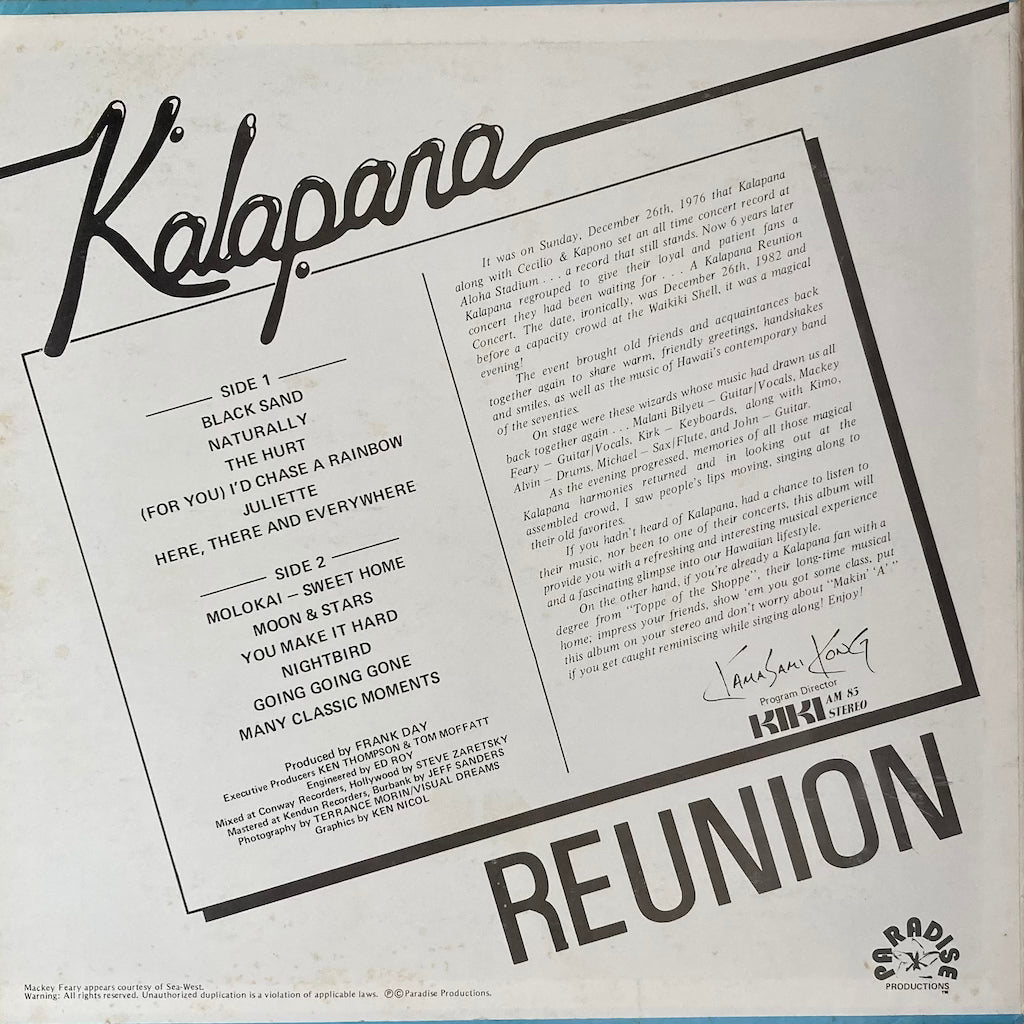 Kalapana
SIDE 1
BLACK SAND
NATURALLY
THE HURT
(FOR YOU) I'D CHASE A RAINBOW
JULIETTE
HERE, THERE AND EVERYWHERE
SIDE 2
MOLOKAI – SWEET HOME
MOON & STARS
YOU MAKE IT HARD
NIGHTBIRD
GOING GOING GONE
MANY CLASSIC MOMENTS
Produced by FRANK DAY
Executive Producers KEN THOMPSON & TOM MOFFATT
Engineered by ED ROY
Mixed at Conway Recorders, Hollywood by STEVE ZARETSKY
Mastered at Kendun Recorders, Burbank by JEFF SANDERS
Photography by TERRANCE MORIN/VISUAL DREAMS
Graphics by KEN NICOL
It was on Sunday, December 26th, 1976 that Kalapana
along with Cecilio & Kapono set an all time concert record at
Aloha Stadium . . . a record that still stands. Now 6 years later
Kalapana regrouped to give their loyal and patient fans a
concert they had been waiting for . . . A Kalapana Reunion
Concert. The date, ironically, was December 26th, 1982 and
before a capacity crowd at the Waikiki Shell, it was a magical
evening!
The event brought old friends and acquaintances back
together again to share warm, friendly greetings, handshakes
and smiles, as well as the music of Hawaii's contemporary band
of the seventies.
On stage were these wizards whose music had drawn us all
back together again . . . Malani Bilyeu – Guitar/Vocals, Mackey
Feary – Guitar/Vocals, Kirk – Keyboards, along with Kimo,
Alvin – Drums, Michael – Sax/Flute, and John – Guitar.
As the evening progressed, memories of all those magical
Kalapana harmonies returned and in looking out at the
assembled crowd, I saw people's lips moving, singing along to
their old favorites.
If you hadn't heard of Kalapana, had a chance to listen to
their music, nor been to one of their concerts, this album will
provide you with a refreshing and interesting musical experience
and a fascinating glimpse into our Hawaiian lifestyle.
On the other hand, if you're already a Kalapana fan with a
degree from "Toppe of the Shoppe", their long-time musical
home; impress your friends, show 'em you got some class, put
this album on your stereo and don't worry about "Makin' 'A' "
if you get caught reminiscing while singing along! Enjoy!
Kamasami Kong
Program Director
KIKI AM 83
STEREO
REUNION
PARADISE
PRODUCTIONS
TM
Mackey Feary appears courtesy of Sea-West.
Warning: All rights reserved. Unauthorized duplication is a violation of applicable laws. ℗©Paradise Productions.